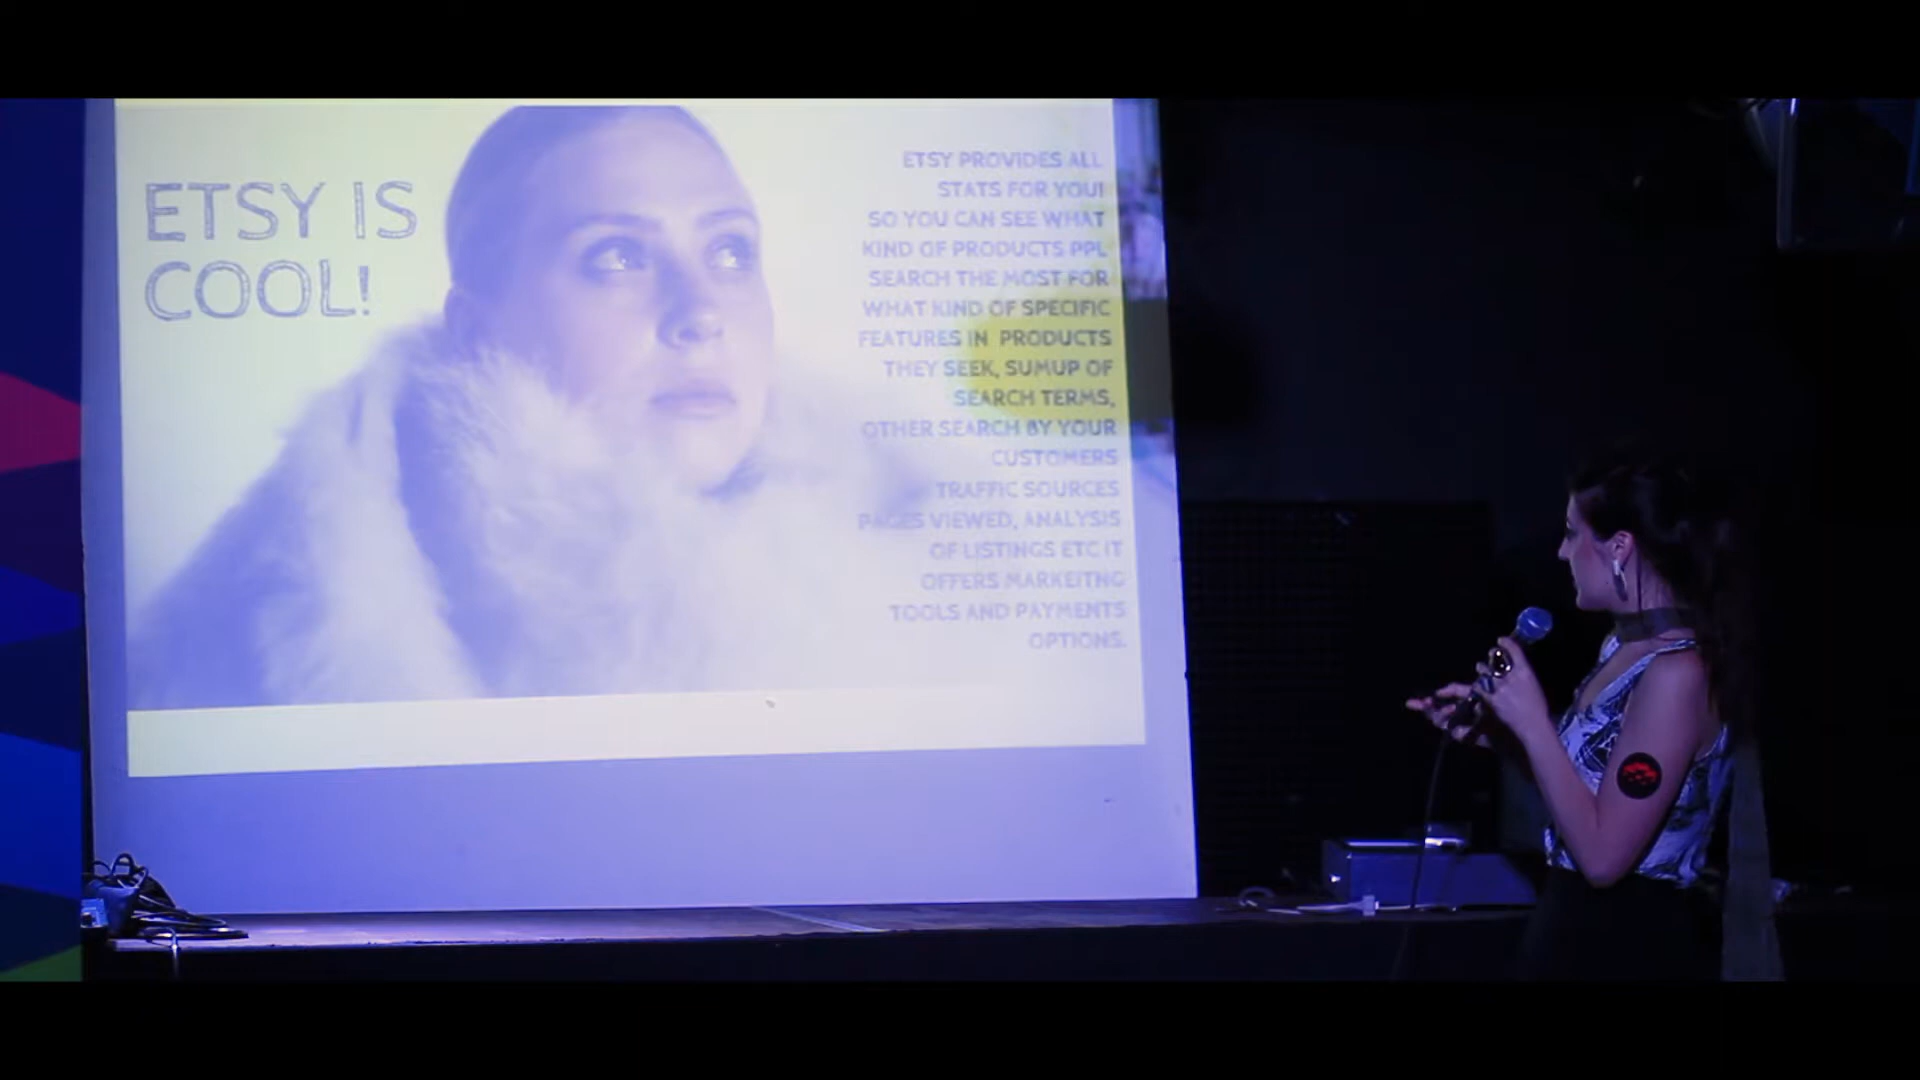 ETSY IS
COOL!
ETSY PROVIDES ALL
STATS FOR YOU!
SO YOU CAN SEE WHAT
KIND OF PRODUCTS PPL
SEARCH THE MOST FOR
WHAT KIND OF SPECIFIC
FEATURES IN PRODUCTS
THEY SEEK, SUMUP OF
SEARCH TERMS,
OTHER SEARCH BY YOUR
CUSTOMERS
TRAFFIC SOURCES
PAGES VIEWED, ANALYSIS
OF LISTINGS ETC IT
OFFERS MARKEITNG
TOOLS AND PAYMENTS
OPTIONS.